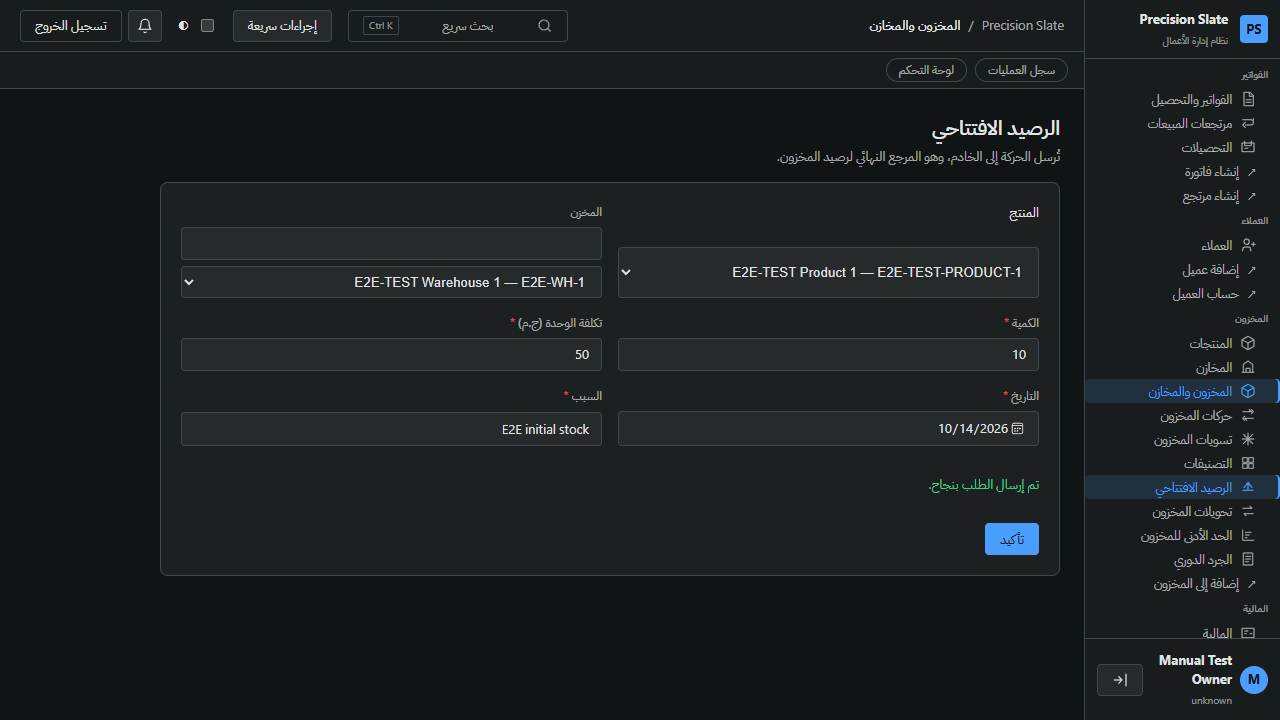 Precision Slate
نظام إدارة الأعمال
PS
Precision Slate / المخزون والمخازن
بحث سريع
Ctrl K
إجراءات سريعة
تسجيل الخروج
سجل العمليات
لوحة التحكم
الفواتير
الفواتير والتحصيل
مرتجعات المبيعات
التحصيلات
إنشاء فاتورة
إنشاء مرتجع
العملاء
العملاء
إضافة عميل
حساب العميل
المخزون
المنتجات
المخازن
المخزون والمخازن
حركات المخزون
تسويات المخزون
التصنيفات
الرصيد الافتتاحي
تحويلات المخزون
الحد الأدنى للمخزون
الجرد الدوري
إضافة إلى المخزون
المالية
المالية
Manual Test
Owner
unknown
M
الرصيد الافتتاحي
تُرسل الحركة إلى الخادم، وهو المرجع النهائي لرصيد المخزون.
المنتج
E2E-TEST Product 1 — E2E-TEST-PRODUCT-1
المخزن
E2E-TEST Warehouse 1 — E2E-WH-1
الكمية *
10
تكلفة الوحدة (ج.م) *
50
التاريخ *
10/14/2026
السبب *
E2E initial stock
تم إرسال الطلب بنجاح.
تأكيد